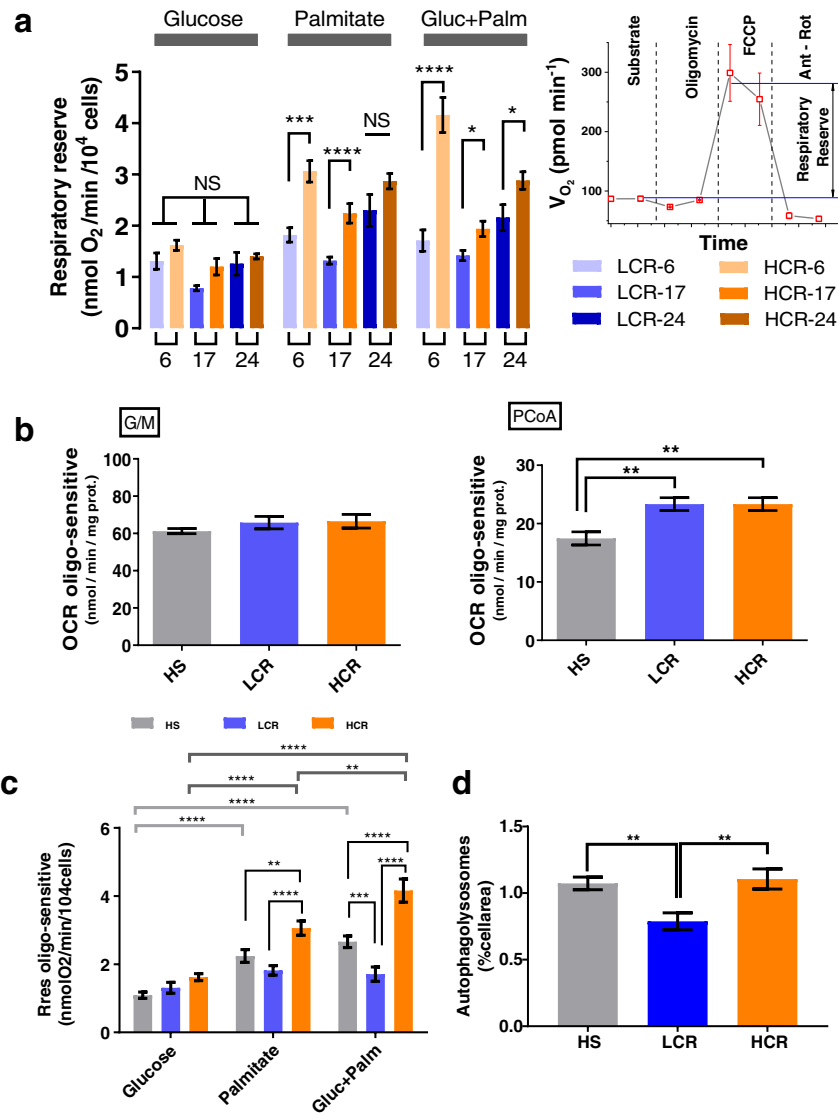 a
Glucose Palmitate Gluc+Palm
Respiratory reserve
(nmol O2 /min /10^4 cells)
5
4
3
2
1
0
NS
***
****
NS
****
*
*
6 17 24 6 17 24 6 17 24
Substrate
Oligomycin
FCCP
Ant - Rot
VO2 (pmol min−1)
300
200
100
Respiratory
Reserve
Time
LCR-6 HCR-6
LCR-17 HCR-17
LCR-24 HCR-24
b
G/M
OCR oligo-sensitive
(nmol / min / mg prot.)
100
80
60
40
20
0
HS LCR HCR
PCoA
OCR oligo-sensitive
(nmol / min / mg prot.)
30
20
10
0
**
**
HS LCR HCR
HS LCR HCR
c
****
**
****
****
****
Rres oligo-sensitive
(nmolO2/min/104cells)
6
4
2
0
**
****
****
****
***
Glucose Palmitate Gluc+Palm
d
Autophagolysosomes
(%cellarea)
1.5
1.0
0.5
0.0
**
**
HS LCR HCR